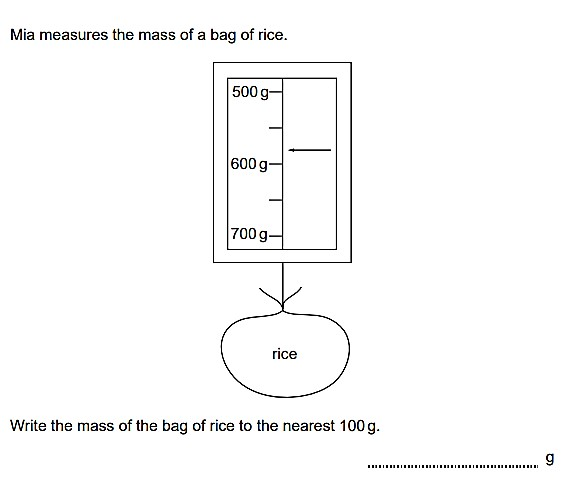 Mia measures the mass of a bag of rice.
500 g
600 g
700 g
rice
Write the mass of the bag of rice to the nearest 100 g.
g